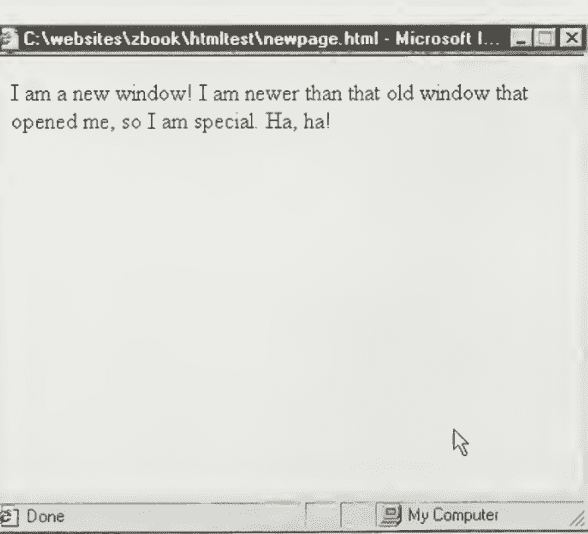 C:\websites\zbook\htmltest\newpage.html - Microsoft I...
I am a new window! I am newer than that old window that
opened me, so I am special. Ha, ha!
Done
My Computer